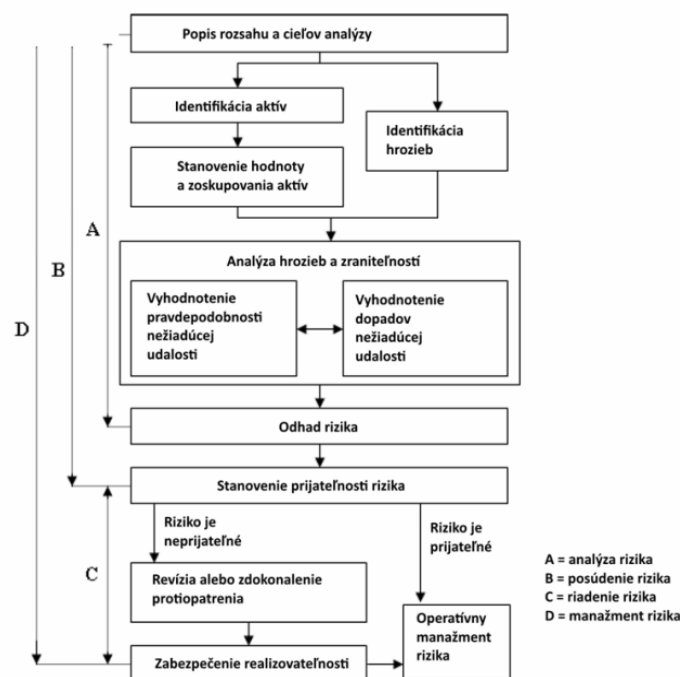 Popis rozsahu a cieľov analýzy
Identifikácia aktív
Identifikácia
hrozieb
Stanovenie hodnoty
a zoskupovania aktív
A
B
D
Analýza hrozieb a zraniteľností
Vyhodnotenie
pravdepodobnosti
nežiadúcej
udalosti
Vyhodnotenie
dopadov
nežiadúcej
udalosti
Odhad rizika
Stanovenie prijateľnosti rizika
Riziko je
neprijateľné
Riziko je
prijateľné
C
Revízia alebo zdokonalenie
protiopatrenia
Operatívny
manažment
rizika
Zabezpečenie realizovateľnosti
A = analýza rizika
B = posúdenie rizika
C = riadenie rizika
D = manažment rizika